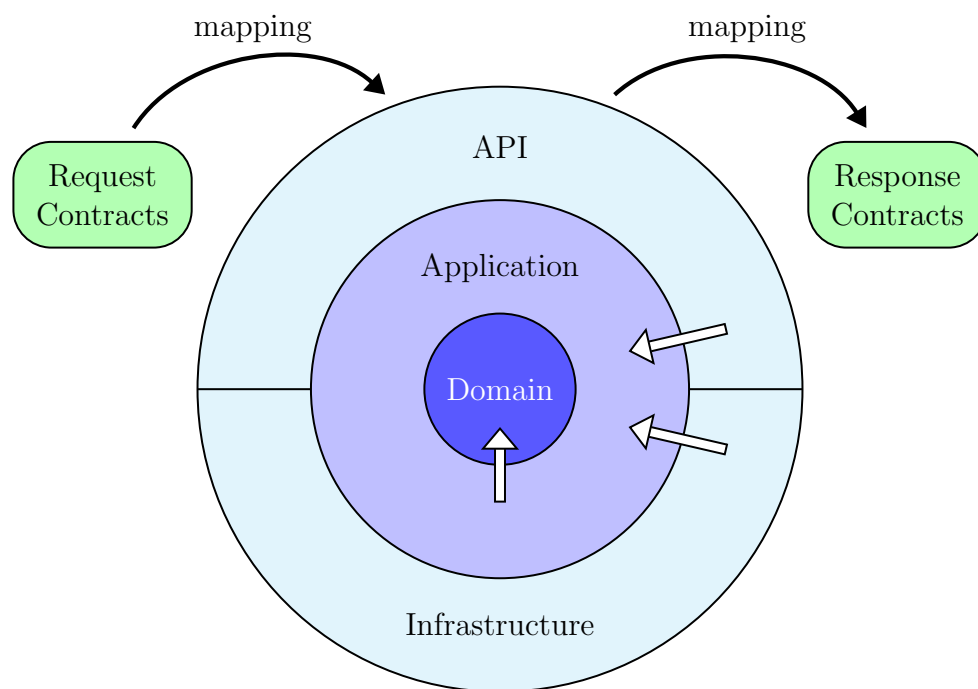 mapping
mapping
API
Request
Contracts
Response
Contracts
Application
Domain
Infrastructure